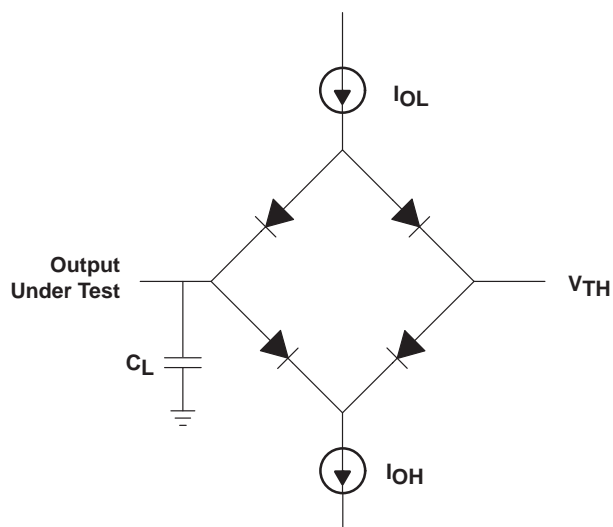 IOL
Output
Under Test
VTH
CL
IOH